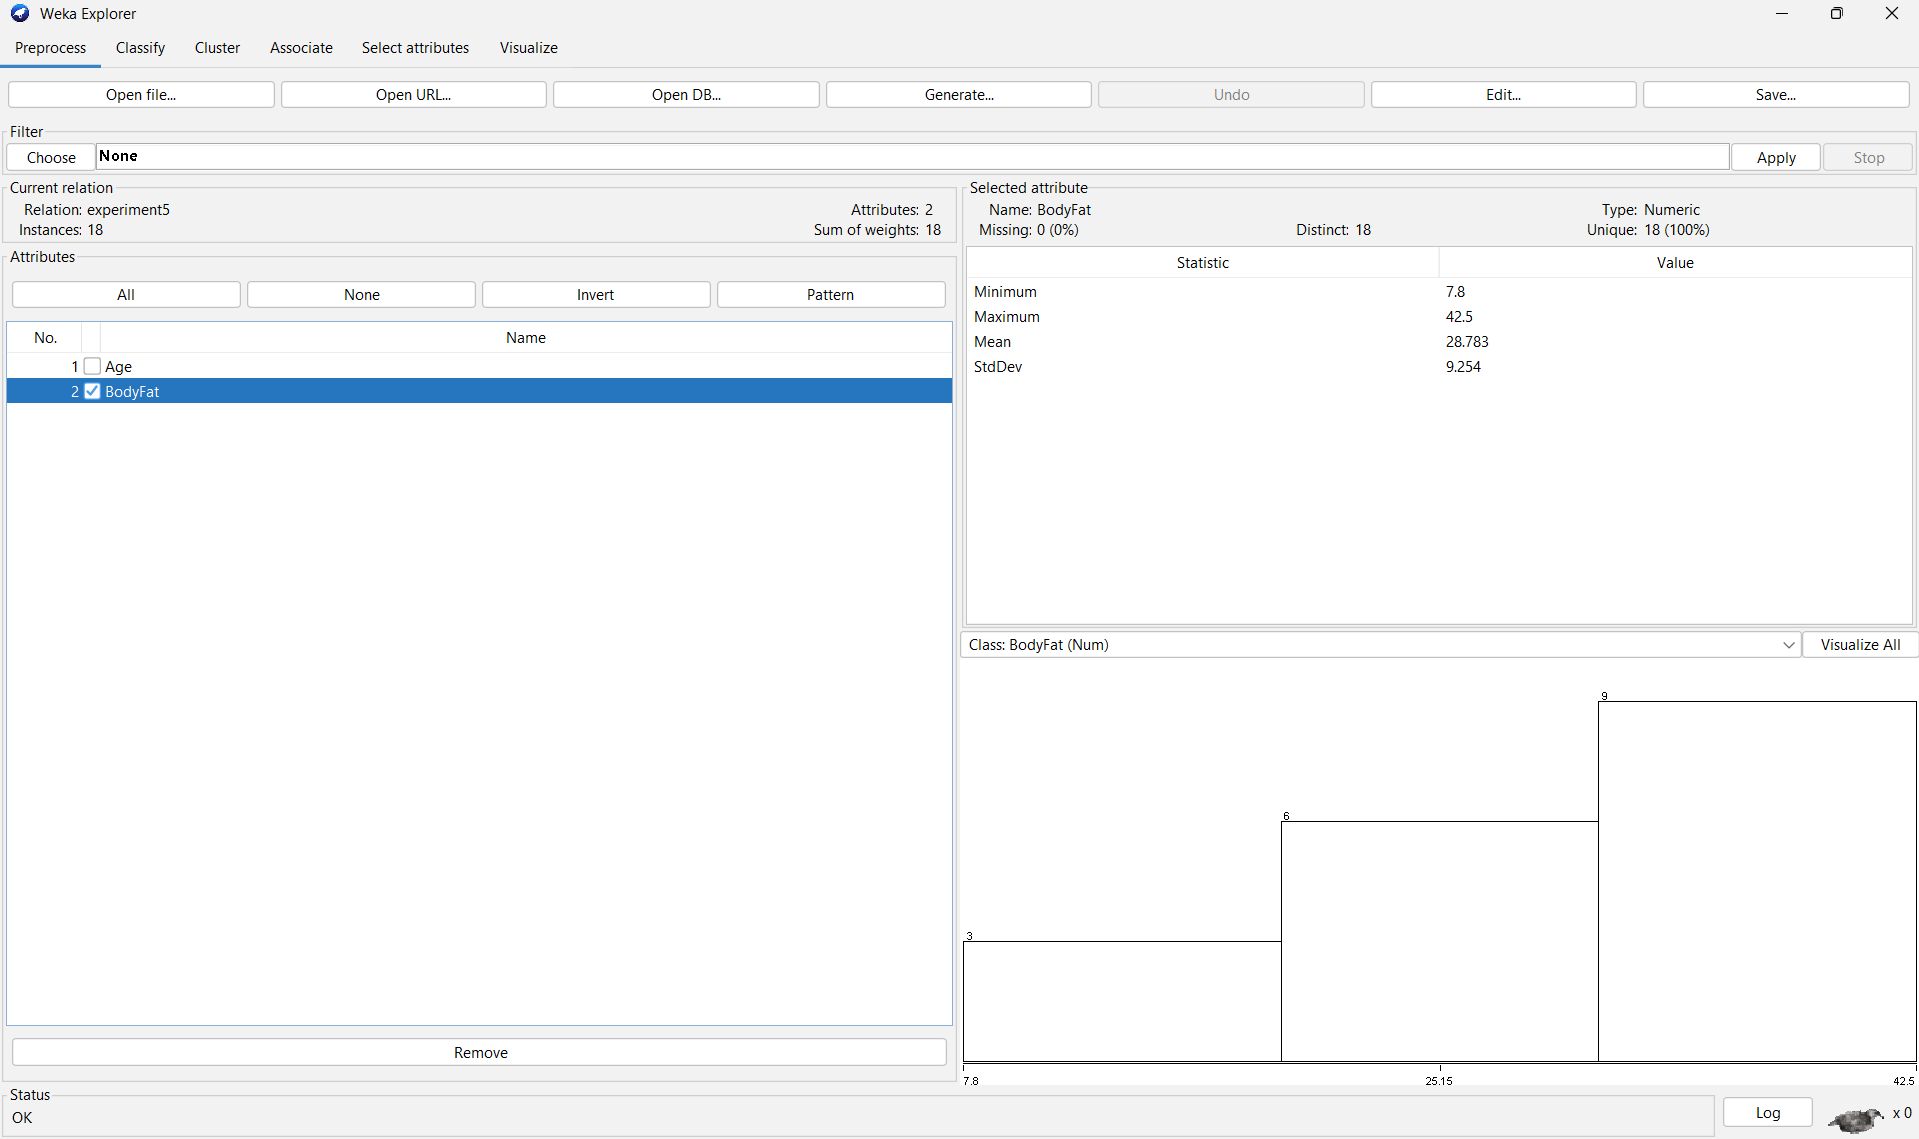 Weka Explorer
Preprocess Classify Cluster Associate Select attributes Visualize
Open file... Open URL... Open DB... Generate... Undo Edit... Save...
Filter
Choose None Apply Stop
Current relation
Relation: experiment5 Attributes: 2
Instances: 18 Sum of weights: 18
Attributes
All None Invert Pattern
No. Name
1 Age
2 BodyFat
Remove
Selected attribute
Name: BodyFat Type: Numeric
Missing: 0 (0%) Distinct: 18 Unique: 18 (100%)
Statistic Value
Minimum 7.8
Maximum 42.5
Mean 28.783
StdDev 9.254
Class: BodyFat (Num) Visualize All
9
6
3
7.8 25.15 42.5
Status
OK
Log x 0